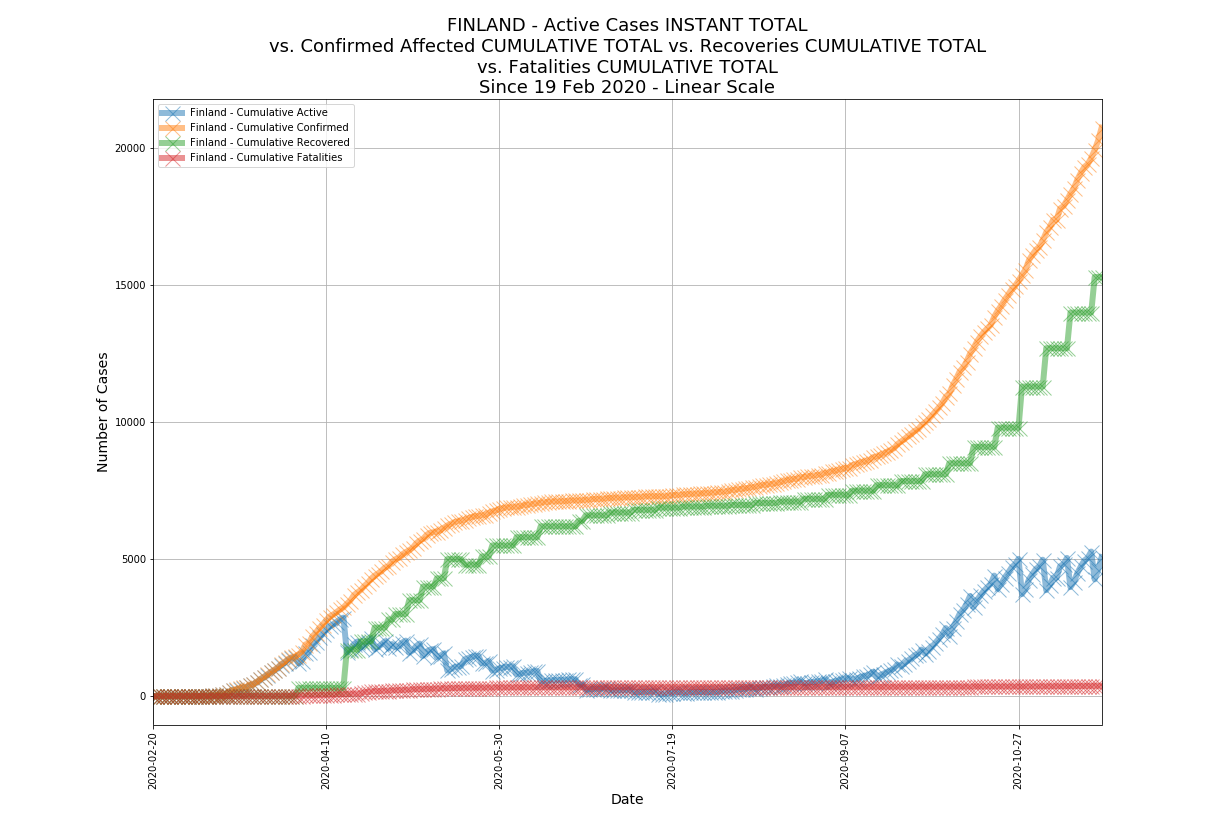 FINLAND - Active Cases INSTANT TOTAL
vs. Confirmed Affected CUMULATIVE TOTAL vs. Recoveries CUMULATIVE TOTAL
vs. Fatalities CUMULATIVE TOTAL
Since 19 Feb 2020 - Linear Scale
Finland - Cumulative Active
Finland - Cumulative Confirmed
Finland - Cumulative Recovered
Finland - Cumulative Fatalities
Number of Cases
20000
15000
10000
5000
0
2020-02-20
2020-04-10
2020-05-30
2020-07-19
2020-09-07
2020-10-27
Date